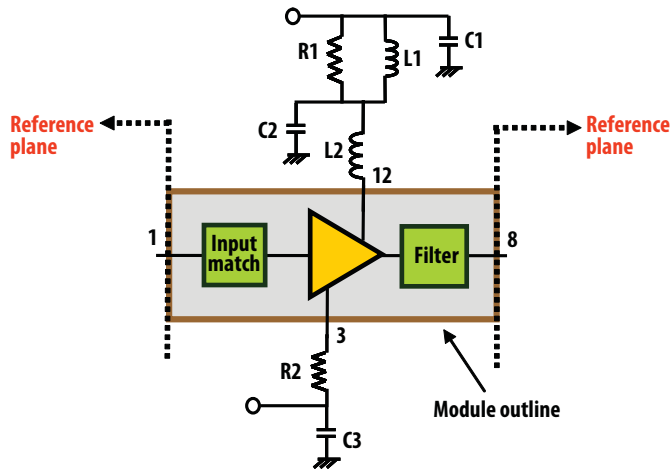 R1
L1
C1
Reference
plane
C2
L2
Reference
plane
12
1
Input
match
Filter
8
3
R2
Module outline
C3